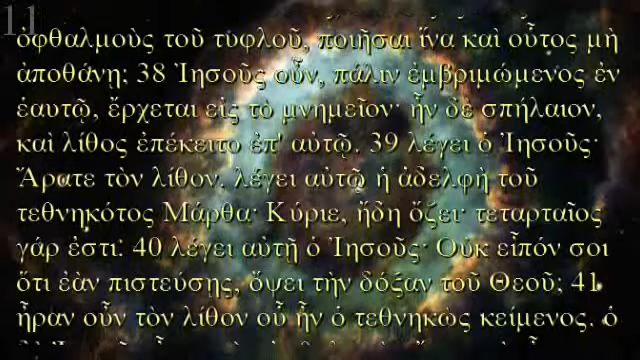 11
ὀφθαλμοὺς τοῦ τυφλοῦ, ποιῆσαι ἵνα καὶ οὗτος μὴ
ἀποθάνῃ; 38 Ἰησοῦς οὖν, πάλιν ἐμβριμώμενος ἐν
ἑαυτῷ, ἔρχεται εἰς τὸ μνημεῖον· ἦν δὲ σπήλαιον,
καὶ λίθος ἐπέκειτο ἐπ' αὐτῷ. 39 λέγει ὁ Ἰησοῦς·
Ἄρατε τὸν λίθον. λέγει αὐτῷ ἡ ἀδελφὴ τοῦ
τεθνηκότος Μάρθα· Κύριε, ἤδη ὄζει· τεταρταῖος
γάρ ἐστι. 40 λέγει αὐτῇ ὁ Ἰησοῦς· Οὐκ εἶπόν σοι
ὅτι ἐὰν πιστεύσῃς, ὄψει τὴν δόξαν τοῦ Θεοῦ; 41
ἦραν οὖν τὸν λίθον οὗ ἦν ὁ τεθνηκὼς κείμενος. ὁ